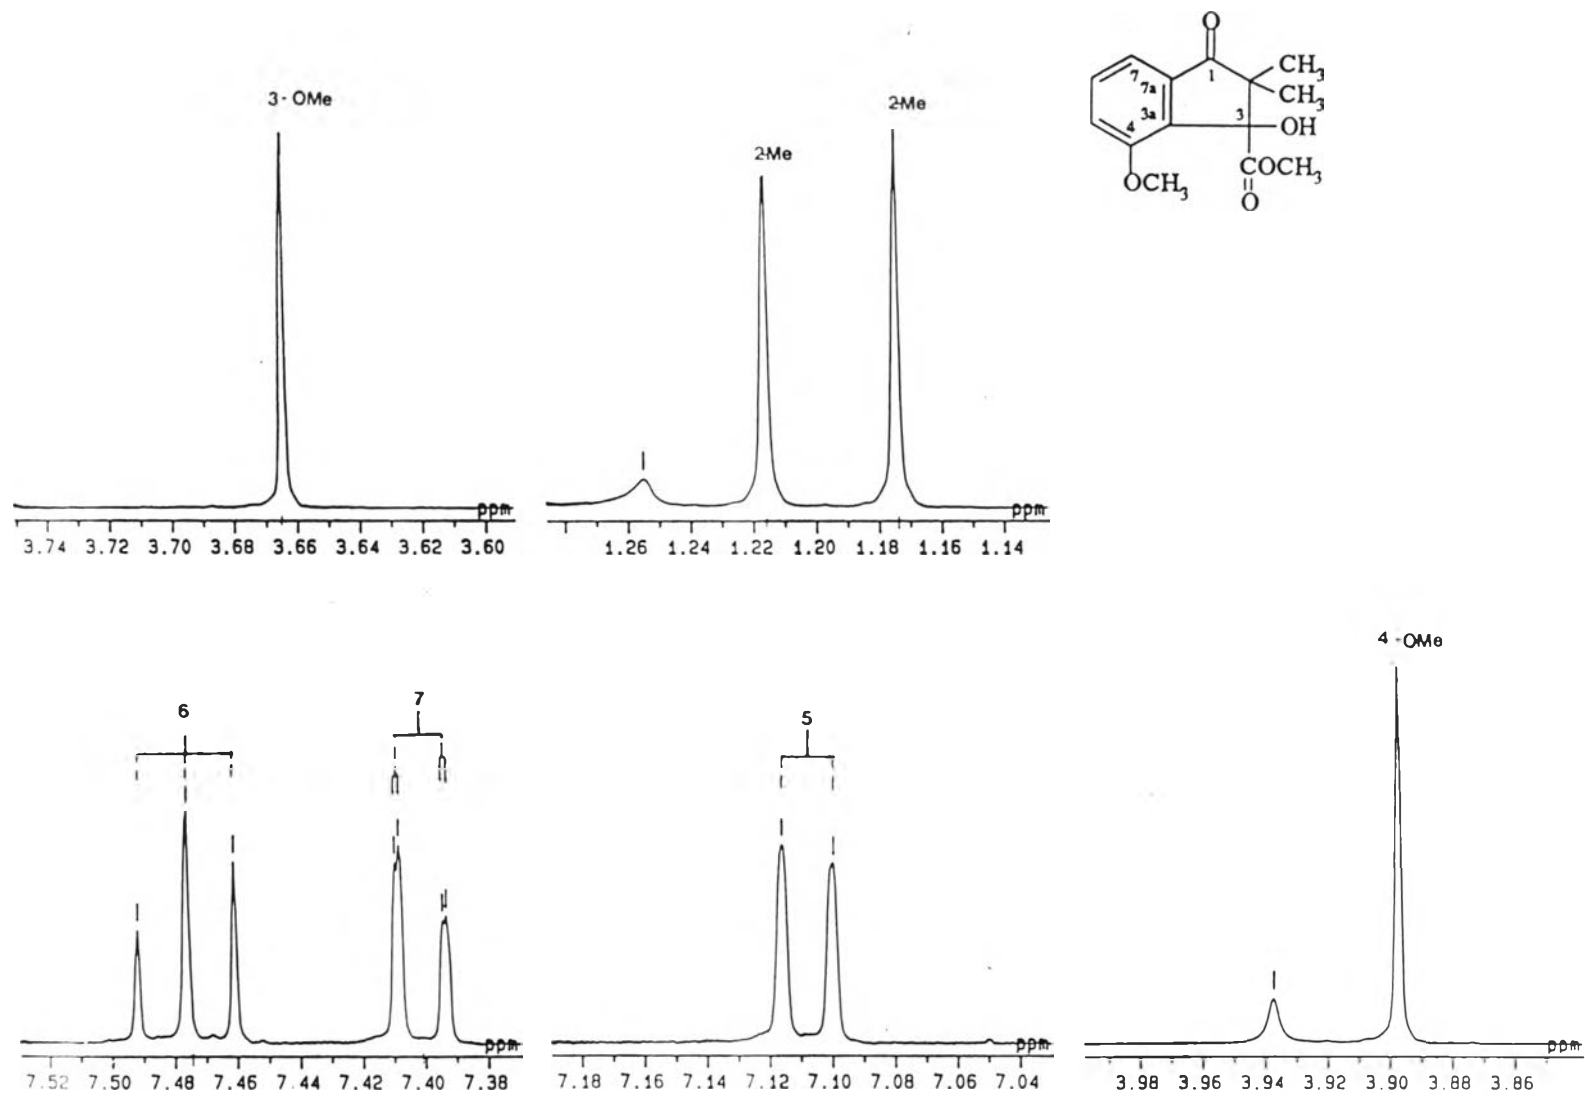 3 - OMe
2-Me
2-Me
ppm
3.74 3.72 3.70 3.68 3.66 3.64 3.62 3.60
ppm
1.26 1.24 1.22 1.20 1.18 1.16 1.14
O
7
7a
1
CH3
CH3
3a
3
OH
4
OCH3
COCH3
O
6
7
ppm
7.52 7.50 7.48 7.46 7.44 7.42 7.40 7.38
5
ppm
7.18 7.16 7.14 7.12 7.10 7.08 7.06 7.04
4 - OMe
ppm
3.98 3.96 3.94 3.92 3.90 3.88 3.86